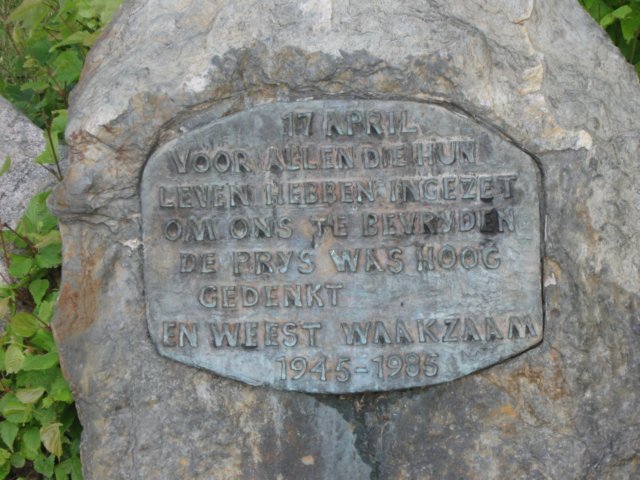 17 APRIL
VOOR ALLEN DIE HUN
LEVEN HEBBEN INGEZET
OM ONS TE BEVRYDEN
DE PRYS WAS HOOG
GEDENKT
EN WEEST WAAKZAAM
1945-1985